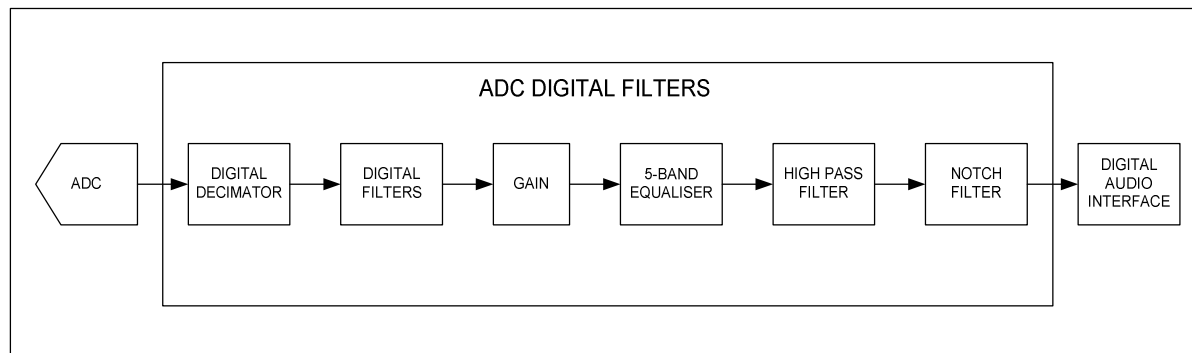 ADC DIGITAL FILTERS
ADC
DIGITAL
DECIMATOR
DIGITAL
FILTERS
GAIN
5-BAND
EQUALISER
HIGH PASS
FILTER
NOTCH
FILTER
DIGITAL
AUDIO
INTERFACE